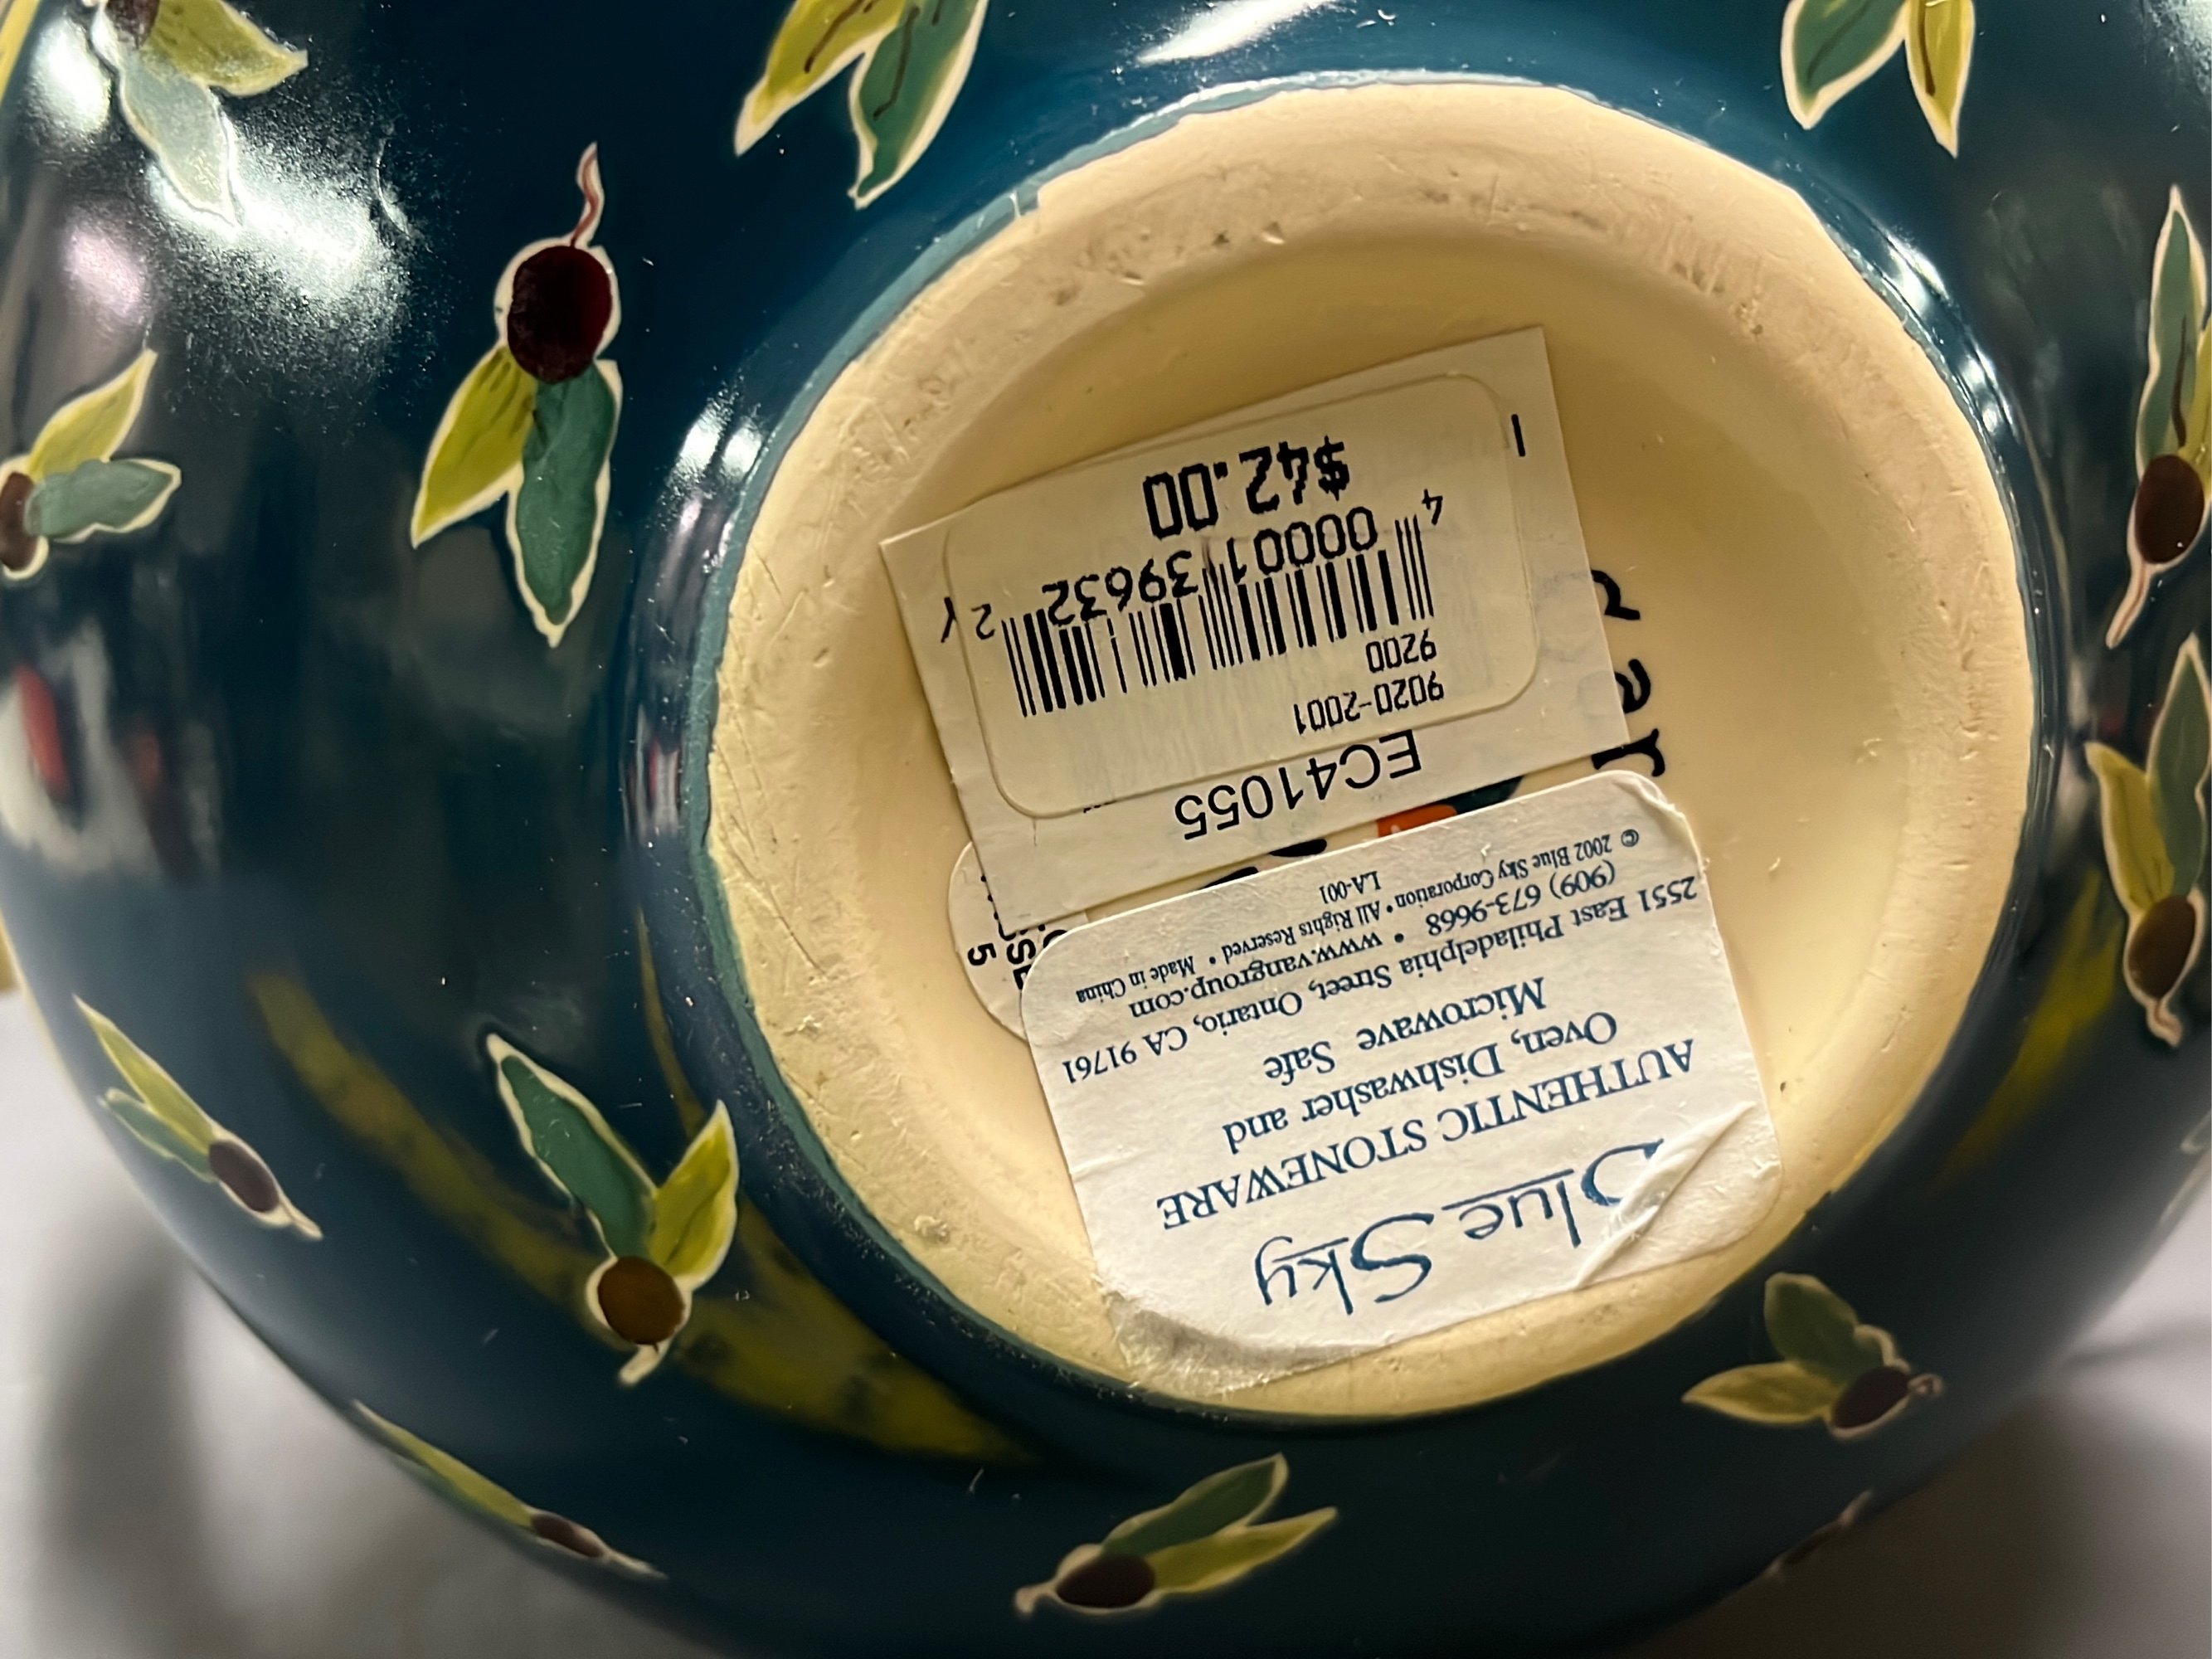 Blue Sky
AUTHENTIC STONEWARE
Oven, Dishwasher and
Microwave Safe
2551 East Philadelphia Street, Ontario, CA 91761
(909) 673-9668 • www.vangroup.com
© 2002 Blue Sky Corporation • All Rights Reserved • Made in China
LA-001
EC41055
9020-2001
9200
4 00001 39632 2
$42.00